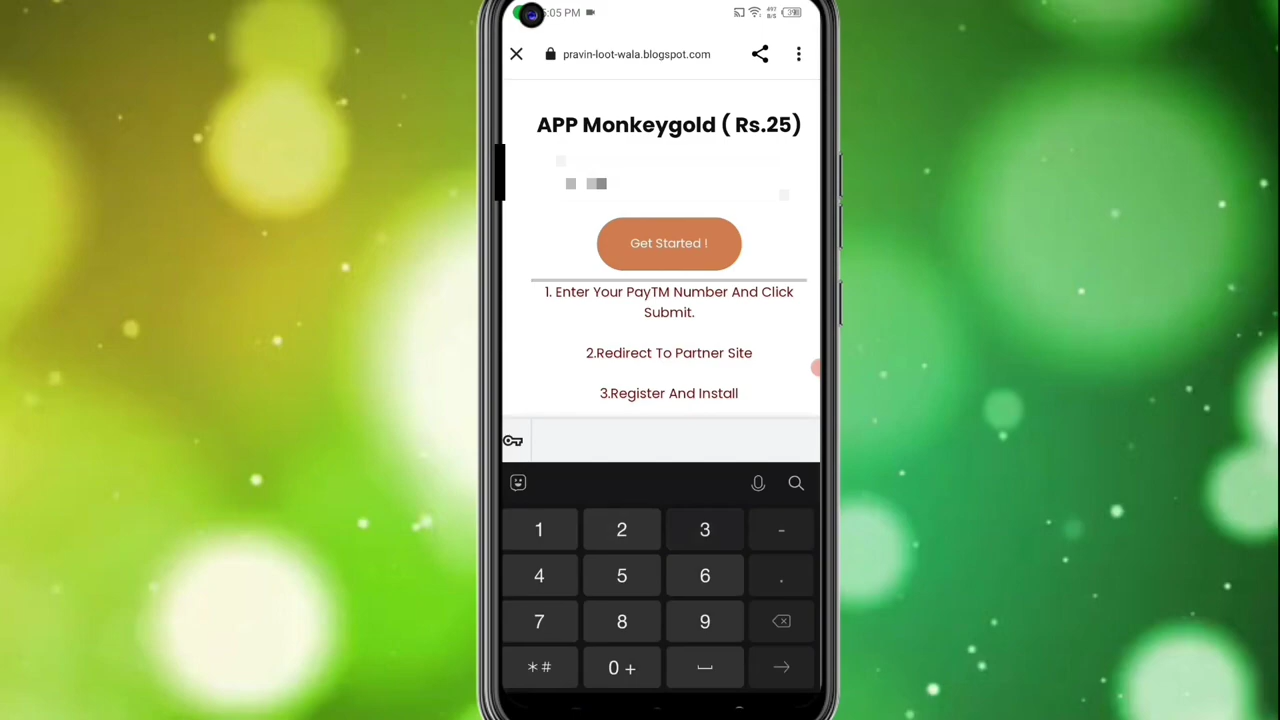 5:05 PM
pravin-loot-wala.blogspot.com
APP Monkeygold ( Rs.25)
Get Started !
1. Enter Your PayTM Number And Click
Submit.
2.Redirect To Partner Site
3.Register And Install
1 2 3 -
4 5 6 .
7 8 9
*# 0 +